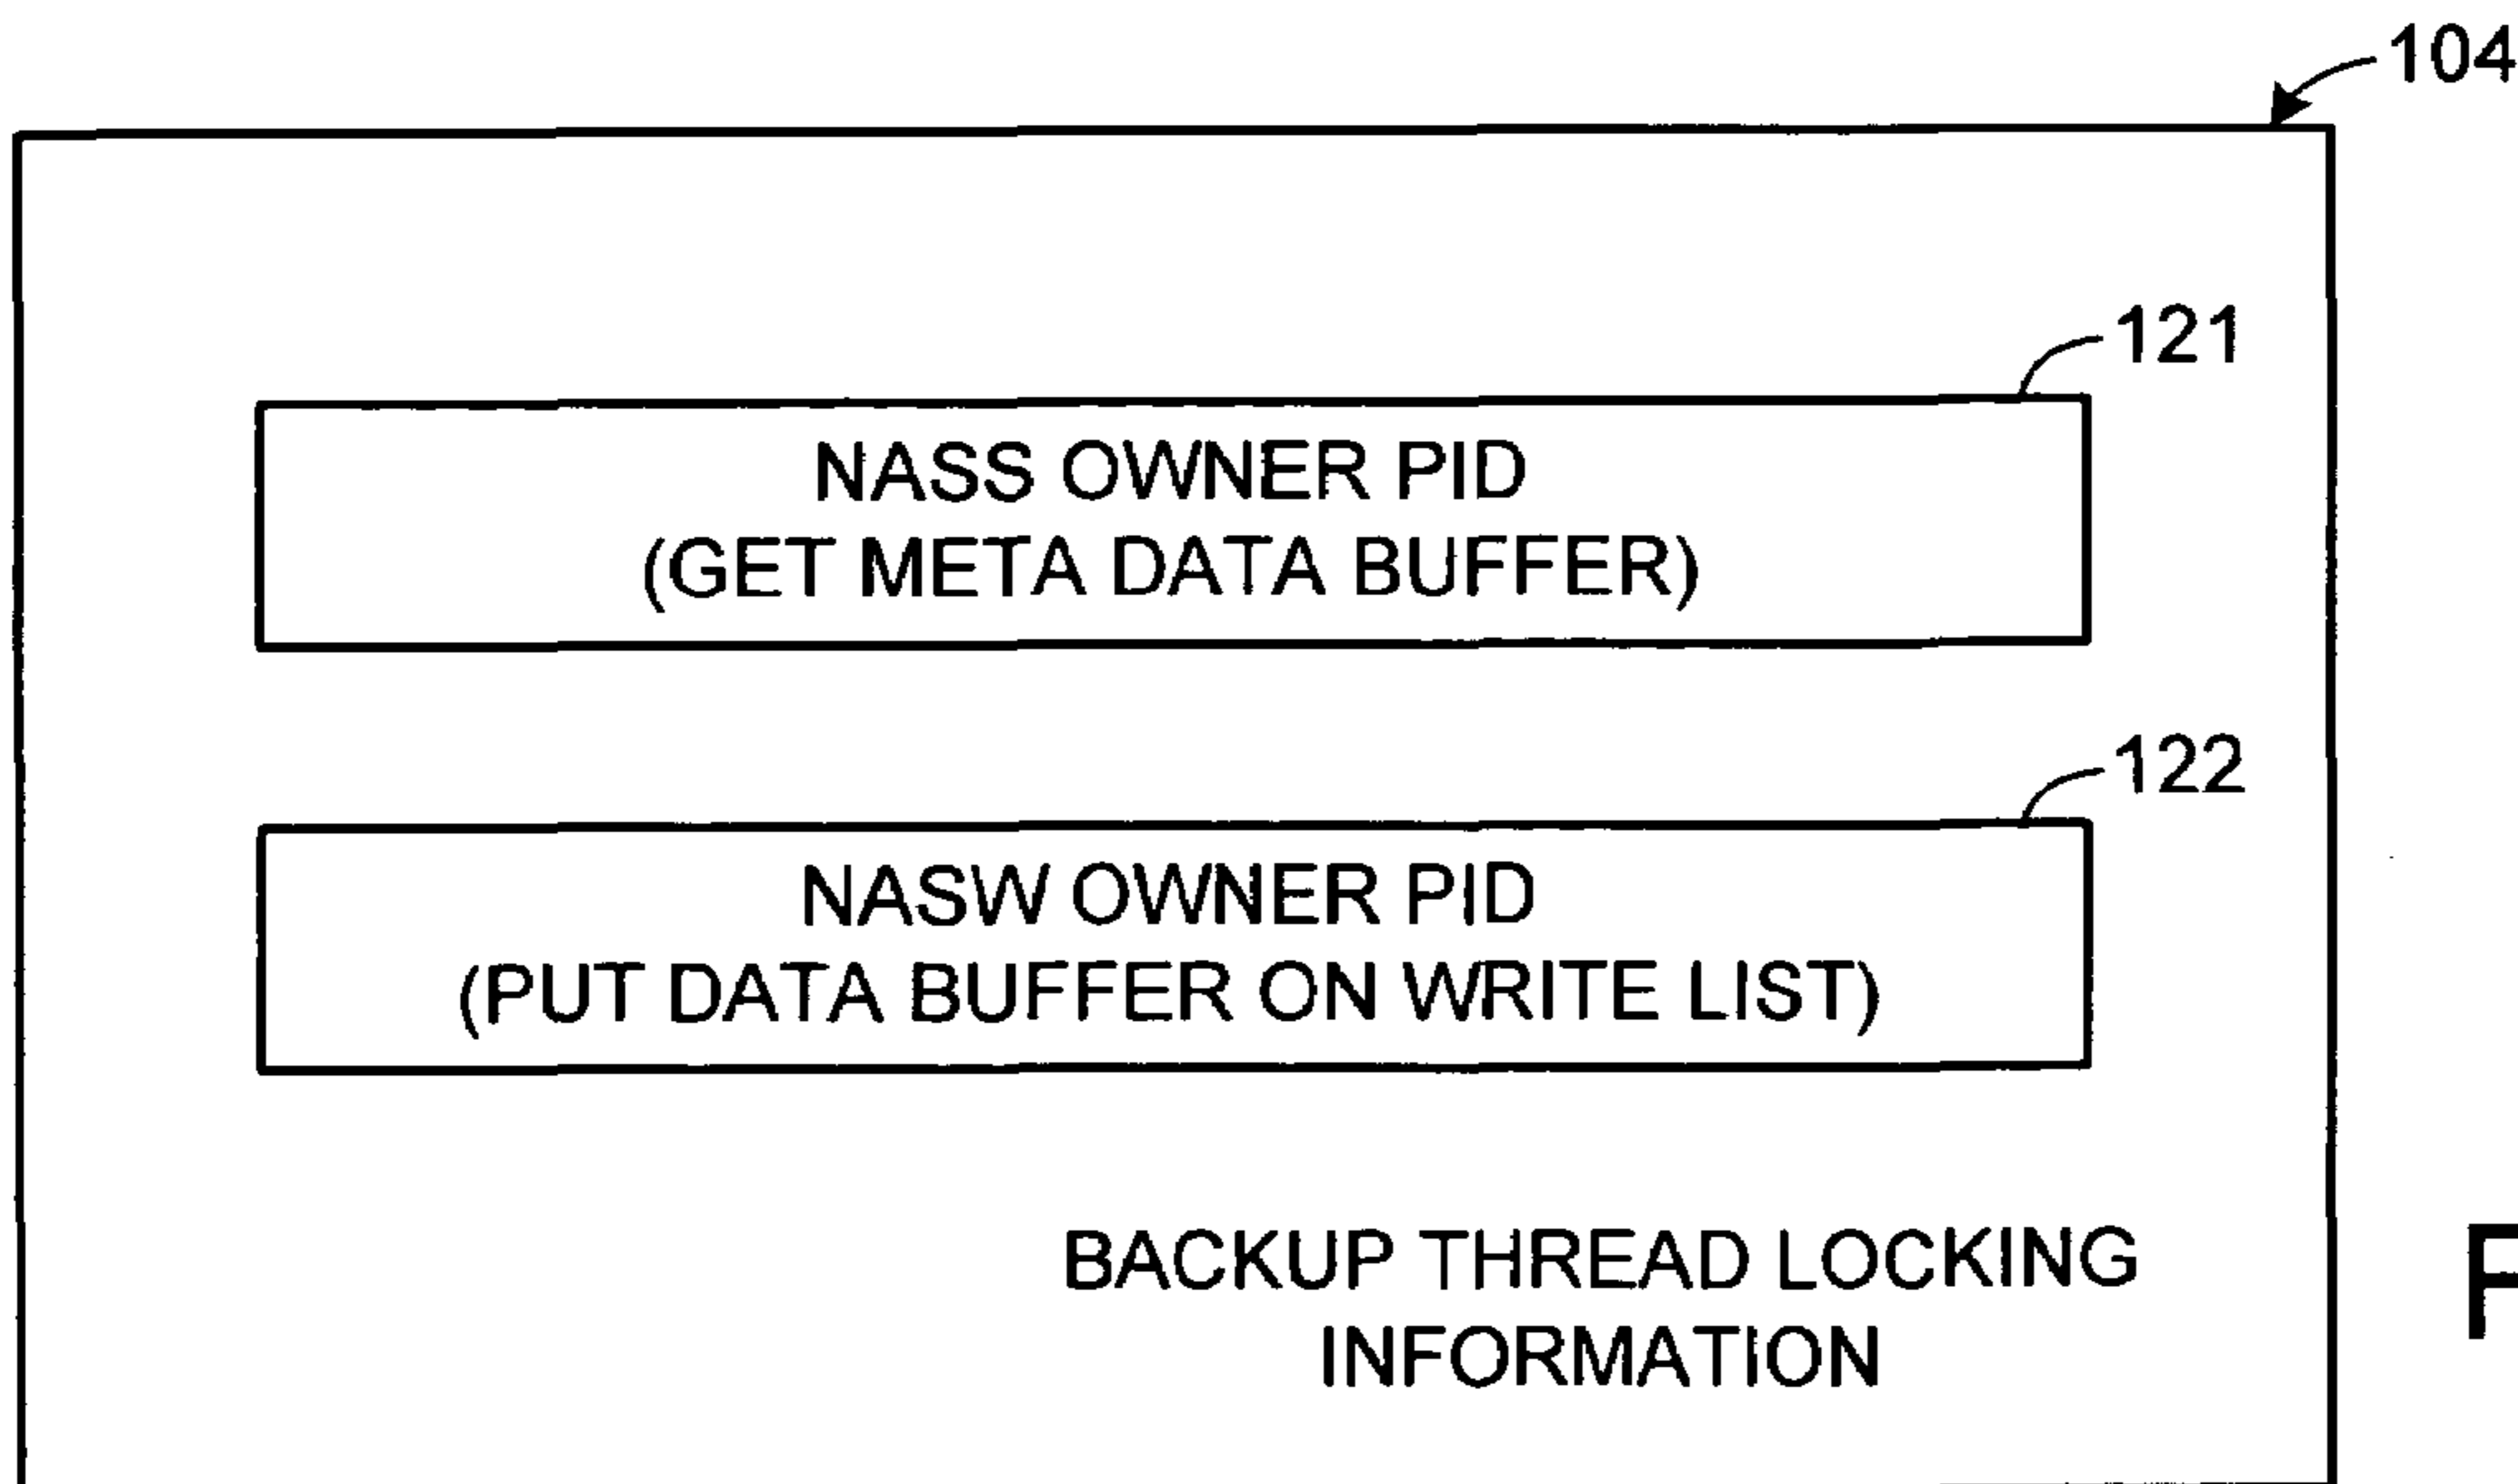 104
121
NASS OWNER PID
(GET META DATA BUFFER)
122
NASW OWNER PID
(PUT DATA BUFFER ON WRITE LIST)
BACKUP THREAD LOCKING
INFORMATION